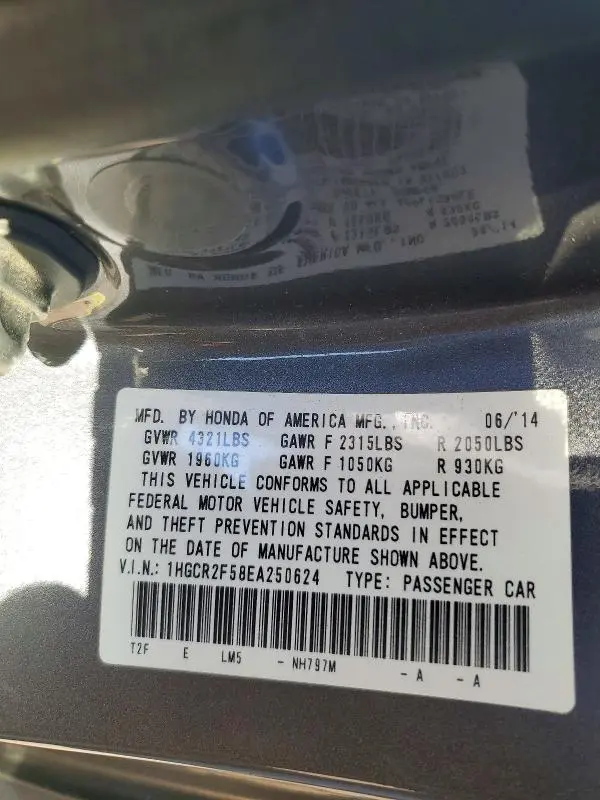 MFD. BY HONDA OF AMERICA MFG., INC. 06/'14
GVWR 4321LBS GAWR F 2315LBS R 2050LBS
GVWR 1960KG GAWR F 1050KG R 930KG
THIS VEHICLE CONFORMS TO ALL APPLICABLE
FEDERAL MOTOR VEHICLE SAFETY, BUMPER,
AND THEFT PREVENTION STANDARDS IN EFFECT
ON THE DATE OF MANUFACTURE SHOWN ABOVE.
V.I.N.: 1HGCR2F58EA250624 TYPE: PASSENGER CAR
T2F E LM5 - NH797M - A - A